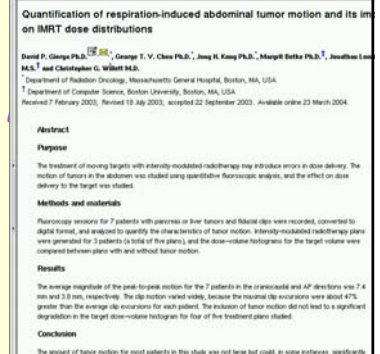 Quantification of respiration-induced abdominal tumor motion and its im
on IMRT dose distributions
David P. Gierga Ph.D. , George T. Y. Chen Ph.D.*, Jong H. Kung Ph.D.*, Margrit Betke Ph.D.†, Jonathan Lom
M.S.† and Christopher G. Willett M.D.
* Department of Radiation Oncology, Massachusetts General Hospital, Boston, MA, USA
† Department of Computer Science, Boston University, Boston, MA, USA
Received 7 February 2003; Revised 18 July 2003; accepted 22 September 2003. Available online 23 March 2004.
Abstract
Purpose
The treatment of moving targets with intensity-modulated radiotherapy may introduce errors in dose delivery. The
motion of tumors in the abdomen was studied using quantitative fluoroscopic analysis, and the effect on dose
delivery to the target was studied.
Methods and materials
Fluoroscopy sessions for 7 patients with pancreas or liver tumors and fiducial clips were recorded, converted to
digital format, and analyzed to quantify the characteristics of tumor motion. Intensity-modulated radiotherapy plans
were generated for 3 patients (a total of five plans), and the dose–volume histograms for the target volume were
compared between plans with and without tumor motion.
Results
The average magnitude of the peak-to-peak motion for the 7 patients in the craniocaudal and AP directions was 7.4
mm and 3.8 mm, respectively. The clip motion varied widely, because the maximal clip excursions were about 47%
greater than the average clip excursions for each patient. The inclusion of tumor motion did not lead to a significant
degradation in the target dose–volume histogram for four of five treatment plans studied.
Conclusion
The amount of tumor motion for most patients in this study was not large but could, in some instances, significantly